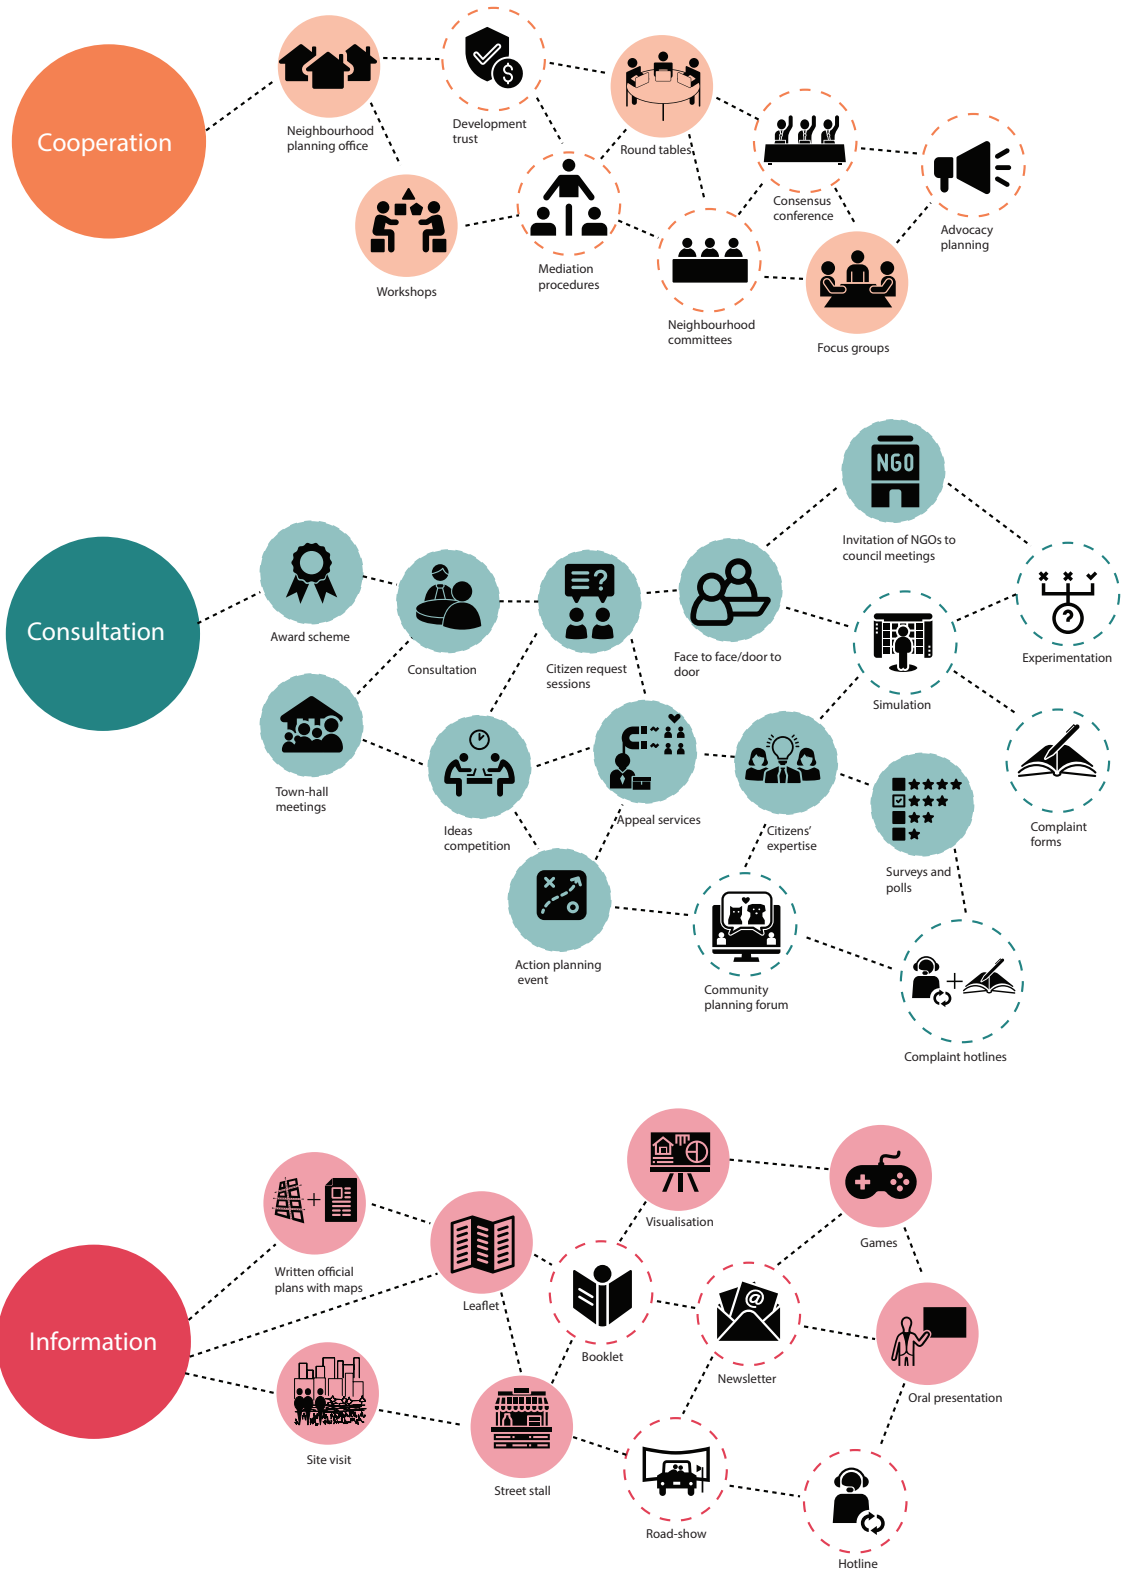 Cooperation
Neighbourhood
planning office
Development
trust
$
Round tables
Consensus
conference
Advocacy
planning
Workshops
Mediation
procedures
Neighbourhood
committees
Focus groups
Consultation
NGO
Invitation of NGOs to
council meetings
Award scheme
Consultation
?
Citizen request
sessions
Face to face/door to
door
Simulation
?
Experimentation
Town-hall
meetings
Ideas
competition
Appeal services
Citizens'
expertise
Surveys and
polls
Complaint
forms
Action planning
event
Community
planning forum
+
Complaint hotlines
Information
+
Written official
plans with maps
Leaflet
Visualisation
Games
Booklet
@
Newsletter
Oral presentation
Site visit
Street stall
Road-show
Hotline